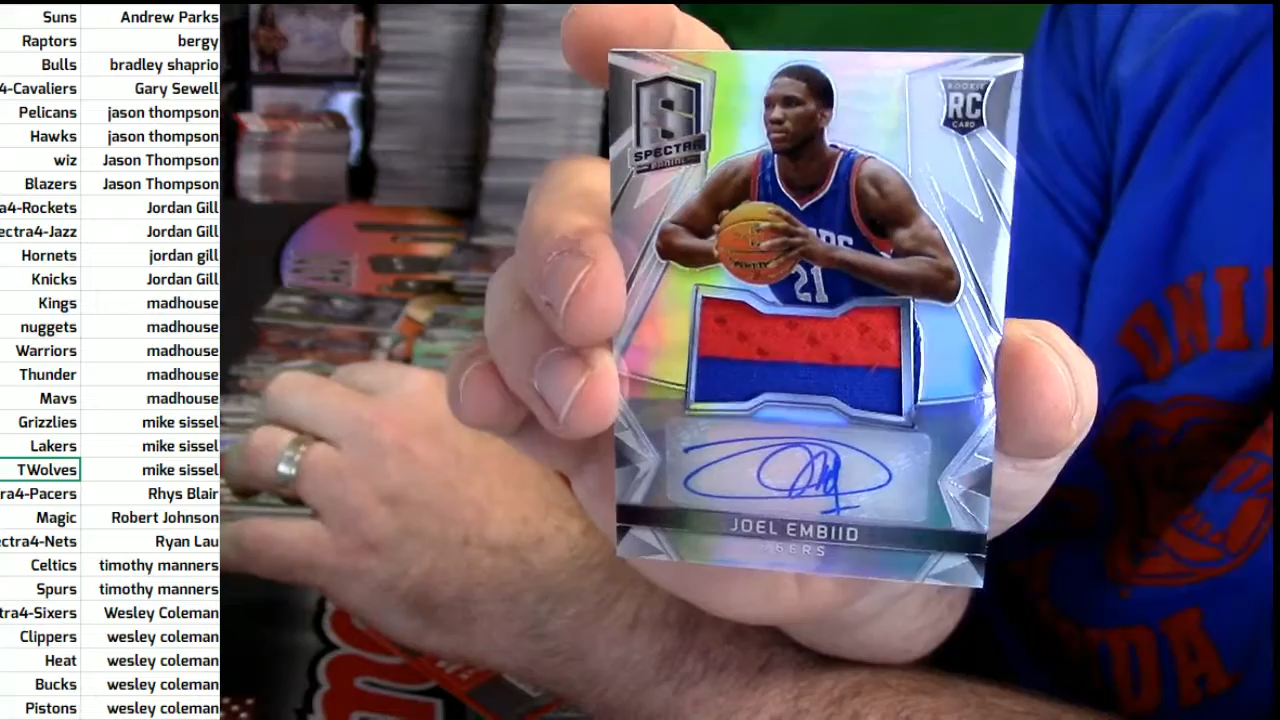 Suns Andrew Parks
Raptors bergy
Bulls bradley shaprio
4-Cavaliers Gary Sewell
Pelicans jason thompson
Hawks jason thompson
wiz Jason Thompson
Blazers Jason Thompson
a4-Rockets Jordan Gill
ectra4-Jazz Jordan Gill
Hornets jordan gill
Knicks Jordan Gill
Kings madhouse
nuggets madhouse
Warriors madhouse
Thunder madhouse
Mavs madhouse
Grizzlies mike sissel
Lakers mike sissel
TWolves mike sissel
ra4-Pacers Rhys Blair
Magic Robert Johnson
ectra4-Nets Ryan Lau
Celtics timothy manners
Spurs timothy manners
tra4-Sixers Wesley Coleman
Clippers wesley coleman
Heat wesley coleman
Bucks wesley coleman
Pistons wesley coleman
S
SPECTRA
PANINI
ROOKIE
RC
CARD
21
JOEL EMBIID
76ERS
UNI
DA